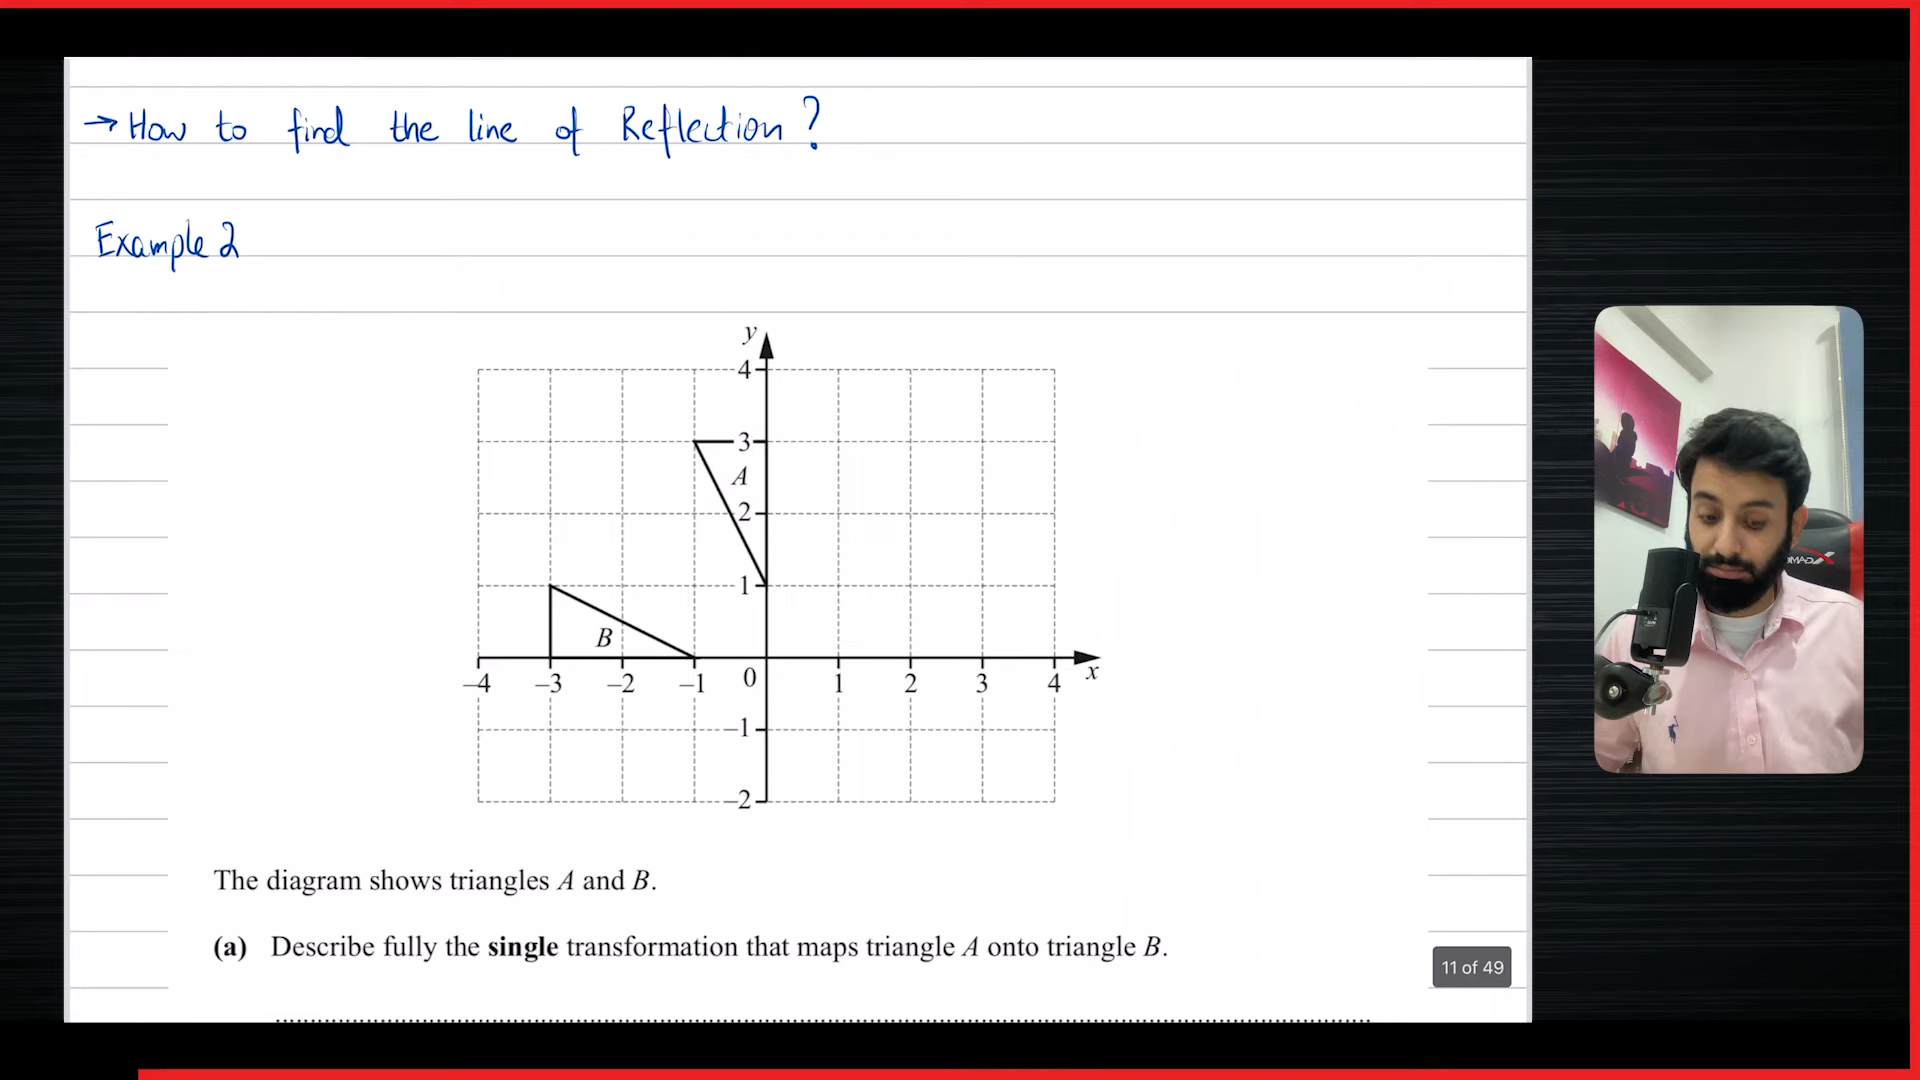 → How to find the line of Reflection?
Example 2
y
4
3
A
2
1
B
–4 –3 –2 –1 0 1 2 3 4 x
–1
–2
The diagram shows triangles A and B.
(a) Describe fully the single transformation that maps triangle A onto triangle B.
11 of 49